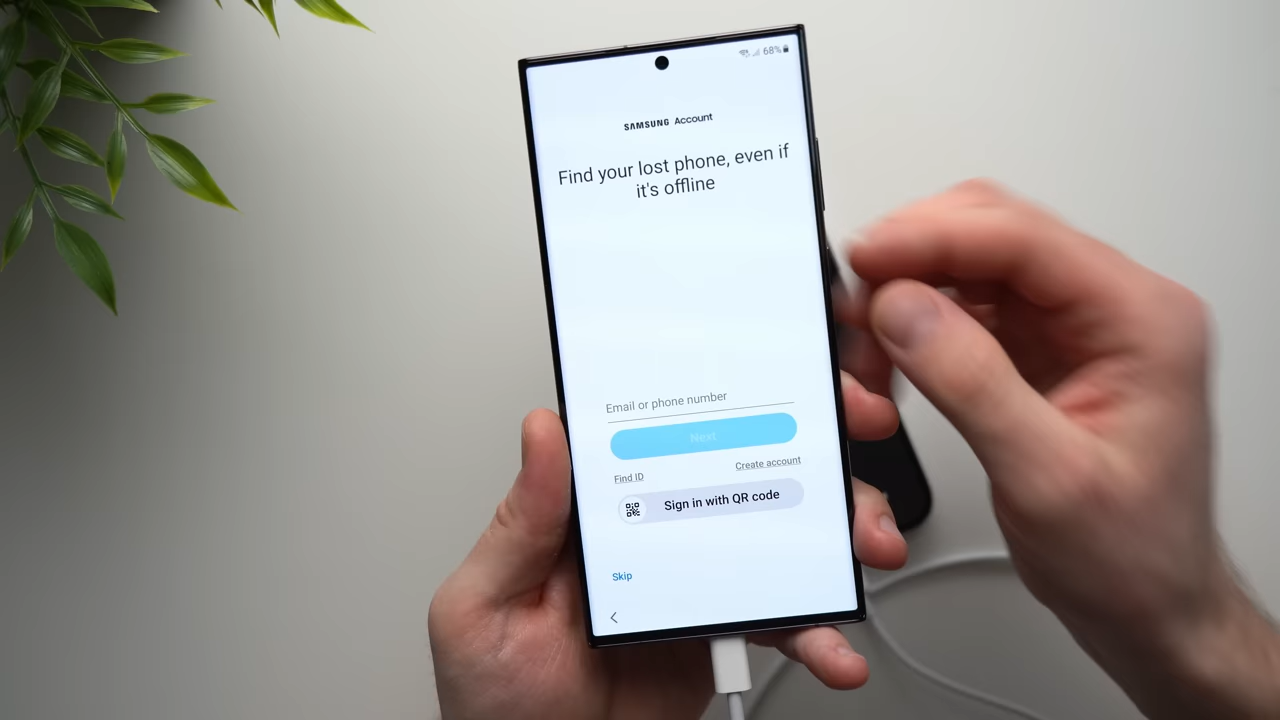 68%
SAMSUNG Account
Find your lost phone, even if
it's offline
Email or phone number
Next
Find ID
Create account
Sign in with QR code
Skip